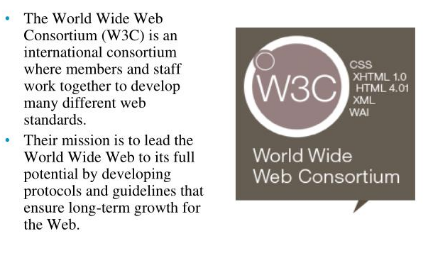 • The World Wide Web
Consortium (W3C) is an
international consortium
where members and staff
work together to develop
many different web
standards.
• Their mission is to lead the
World Wide Web to its full
potential by developing
protocols and guidelines that
ensure long-term growth for
the Web.
W3C
CSS
XHTML 1.0
HTML 4.01
XML
WAI
World Wide
Web Consortium